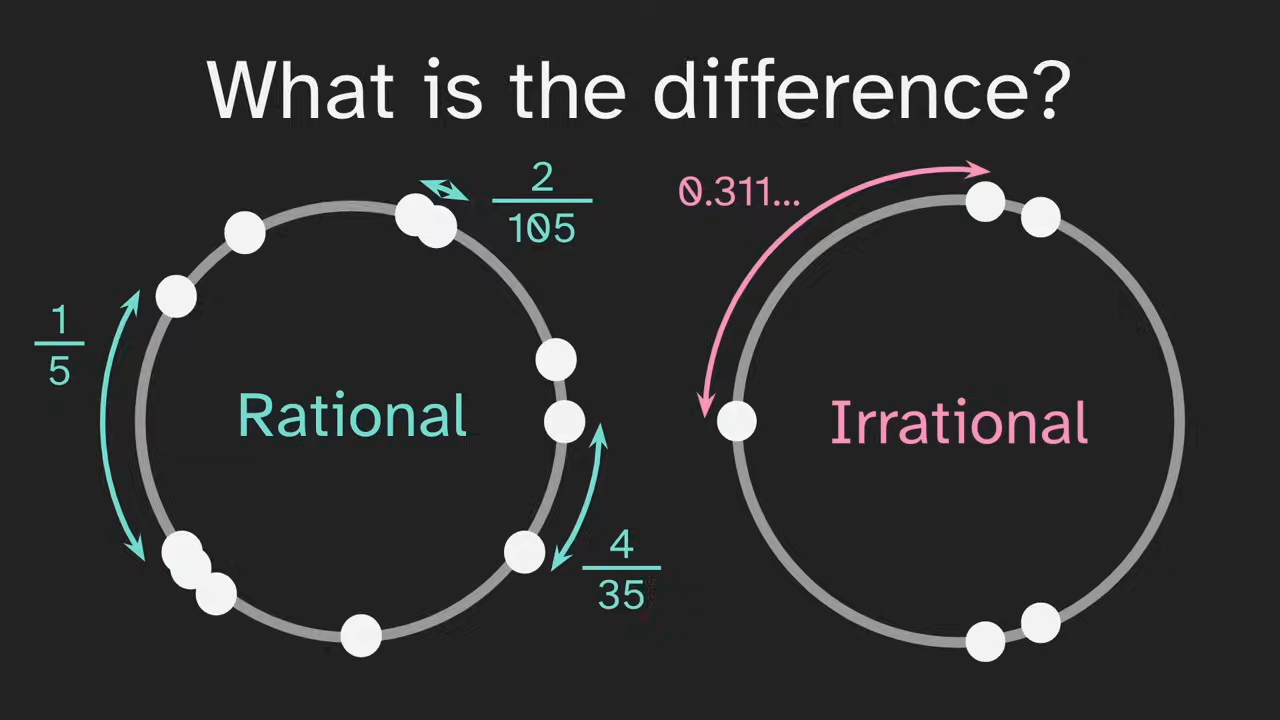 What is the difference?
2
105
0.311...
1
5
Rational
Irrational
4
35